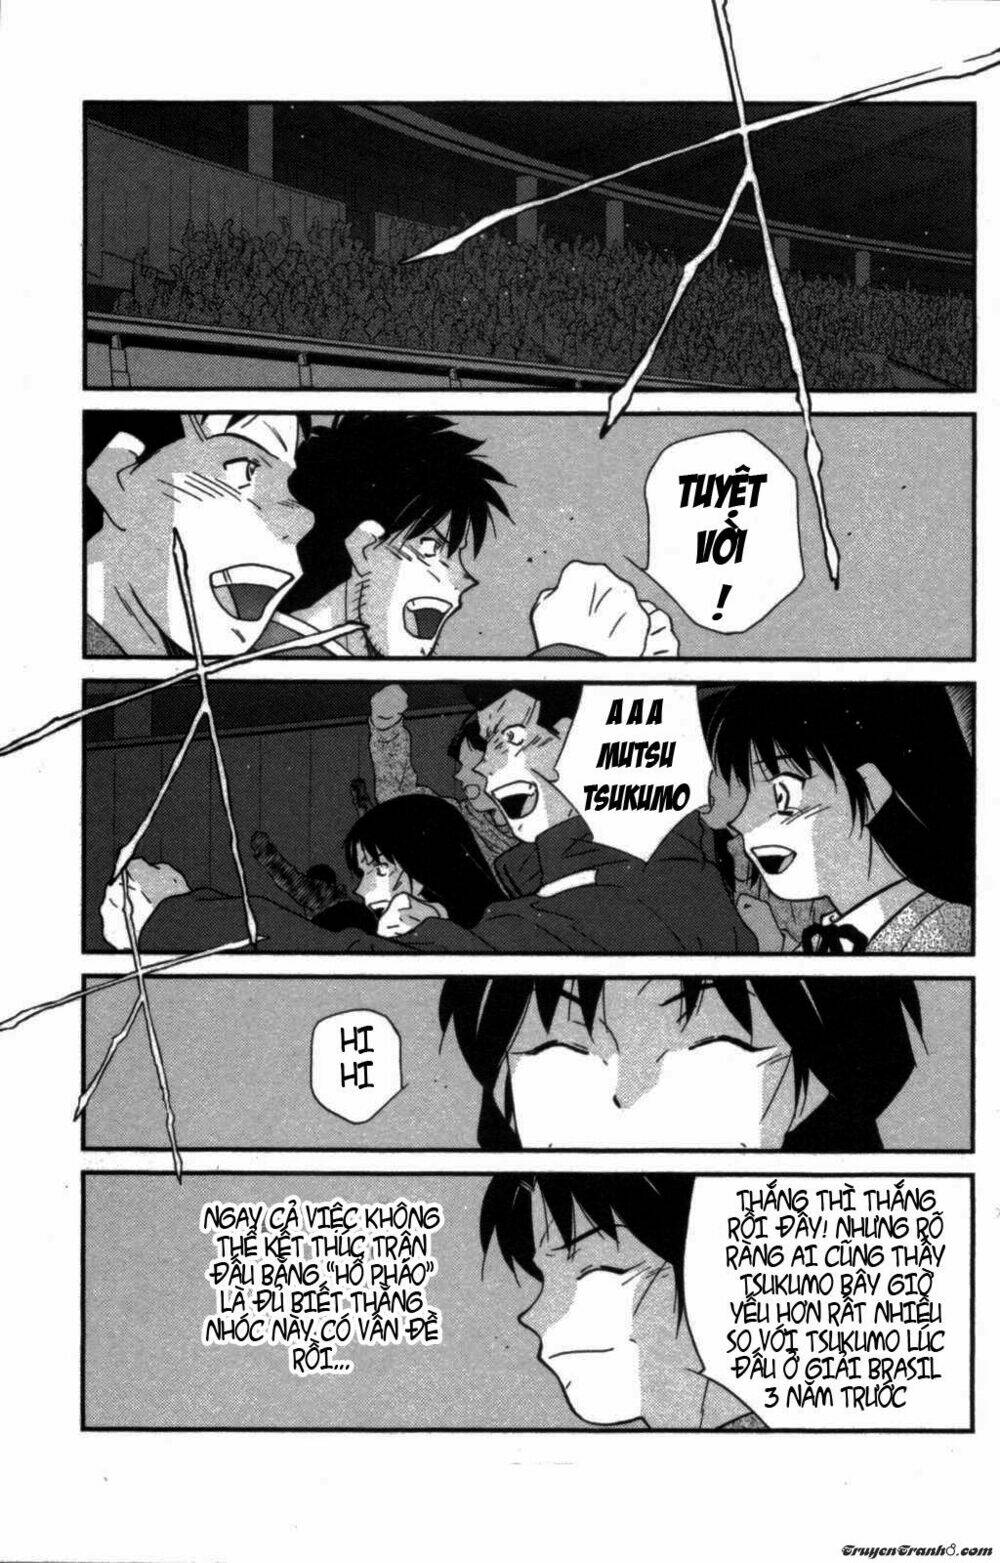 TUYỆT
VỜI
!
A A A
MUTSU
TSUKUMO
HI
HI
THẮNG THÌ THẮNG
RỒI ĐẤY! NHƯNG RÕ
RÀNG AI CŨNG THẤY
TSUKUMO BÂY GIỜ
YẾU HƠN RẤT NHIỀU
SO VỚI TSUKUMO LÚC
ĐẤU Ở GIẢI BRASIL
3 NĂM TRƯỚC
NGAY CẢ VIỆC KHÔNG
THỂ KẾT THÚC TRẬN
ĐẤU BẰNG "HỔ PHÁO"
LÀ ĐỦ BIẾT THẰNG
NHÓC NÀY CÓ VẤN ĐỀ
RỒI...
TruyenTranh8.com